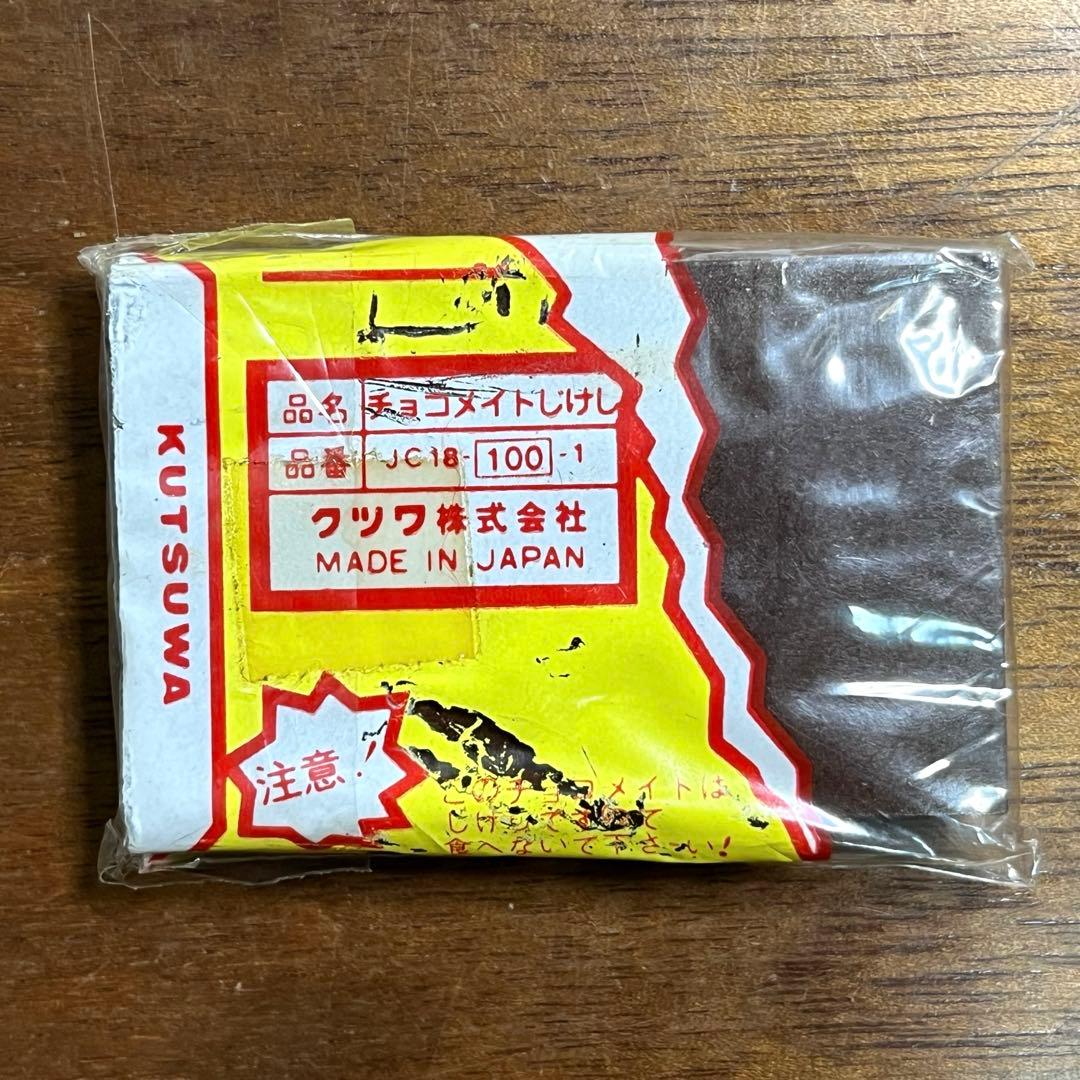 KUTSUWA
品名 チョコメイトじけし
品番 JC18-100-1
クツワ株式会社
MADE IN JAPAN
注意!
このチョコメイトは
じけしですので
食べないで下さい!